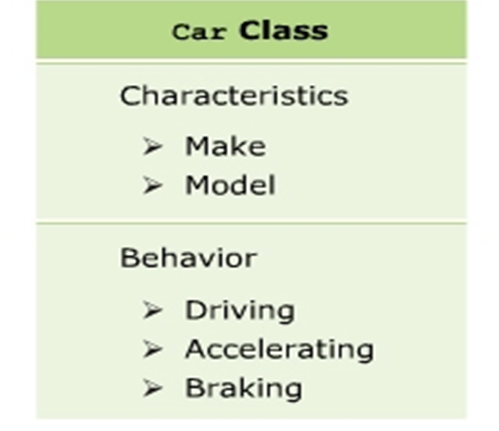 Car Class
Characteristics
➢ Make
➢ Model
Behavior
➢ Driving
➢ Accelerating
➢ Braking